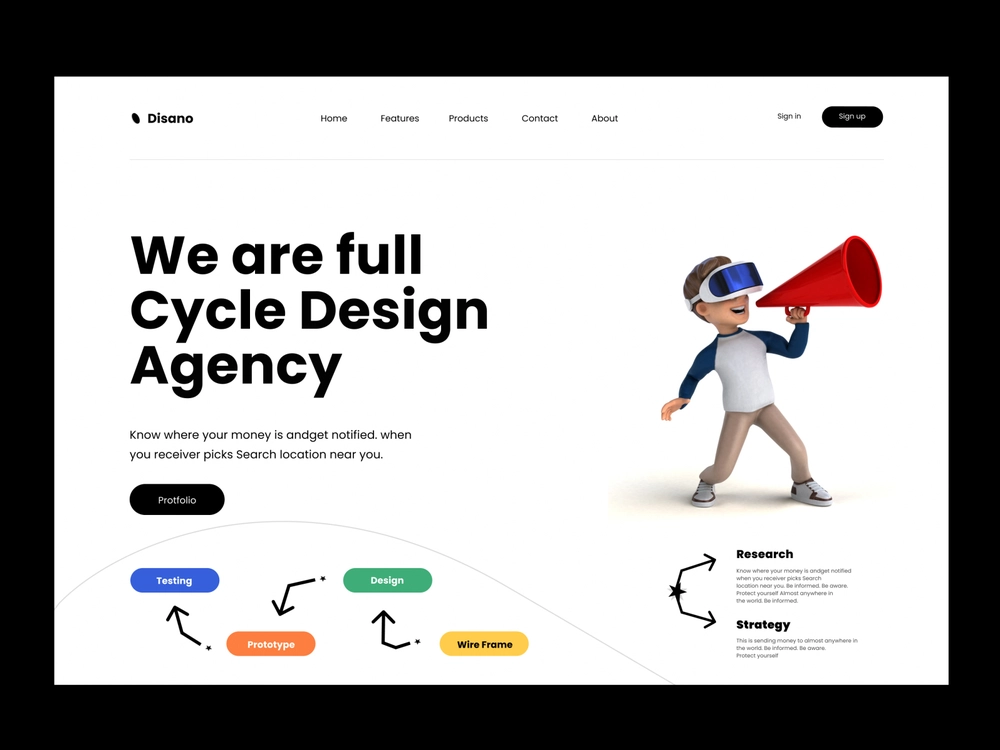 Disano
Home
Features
Products
Contact
About
Sign in
Sign up
We are full
Cycle Design
Agency
Know where your money is andget notified. when
you receiver picks Search location near you.
Protfolio
Testing
Design
Prototype
Wire Frame
Research
Know where your money is andget notified
when you receiver picks Search
location near you. Be informed. Be aware.
Protect yourself Almost anywhere in
the world. Be informed.
Strategy
This is sending money to almost anywhere in
the world. Be informed. Be aware.
Protect yourself